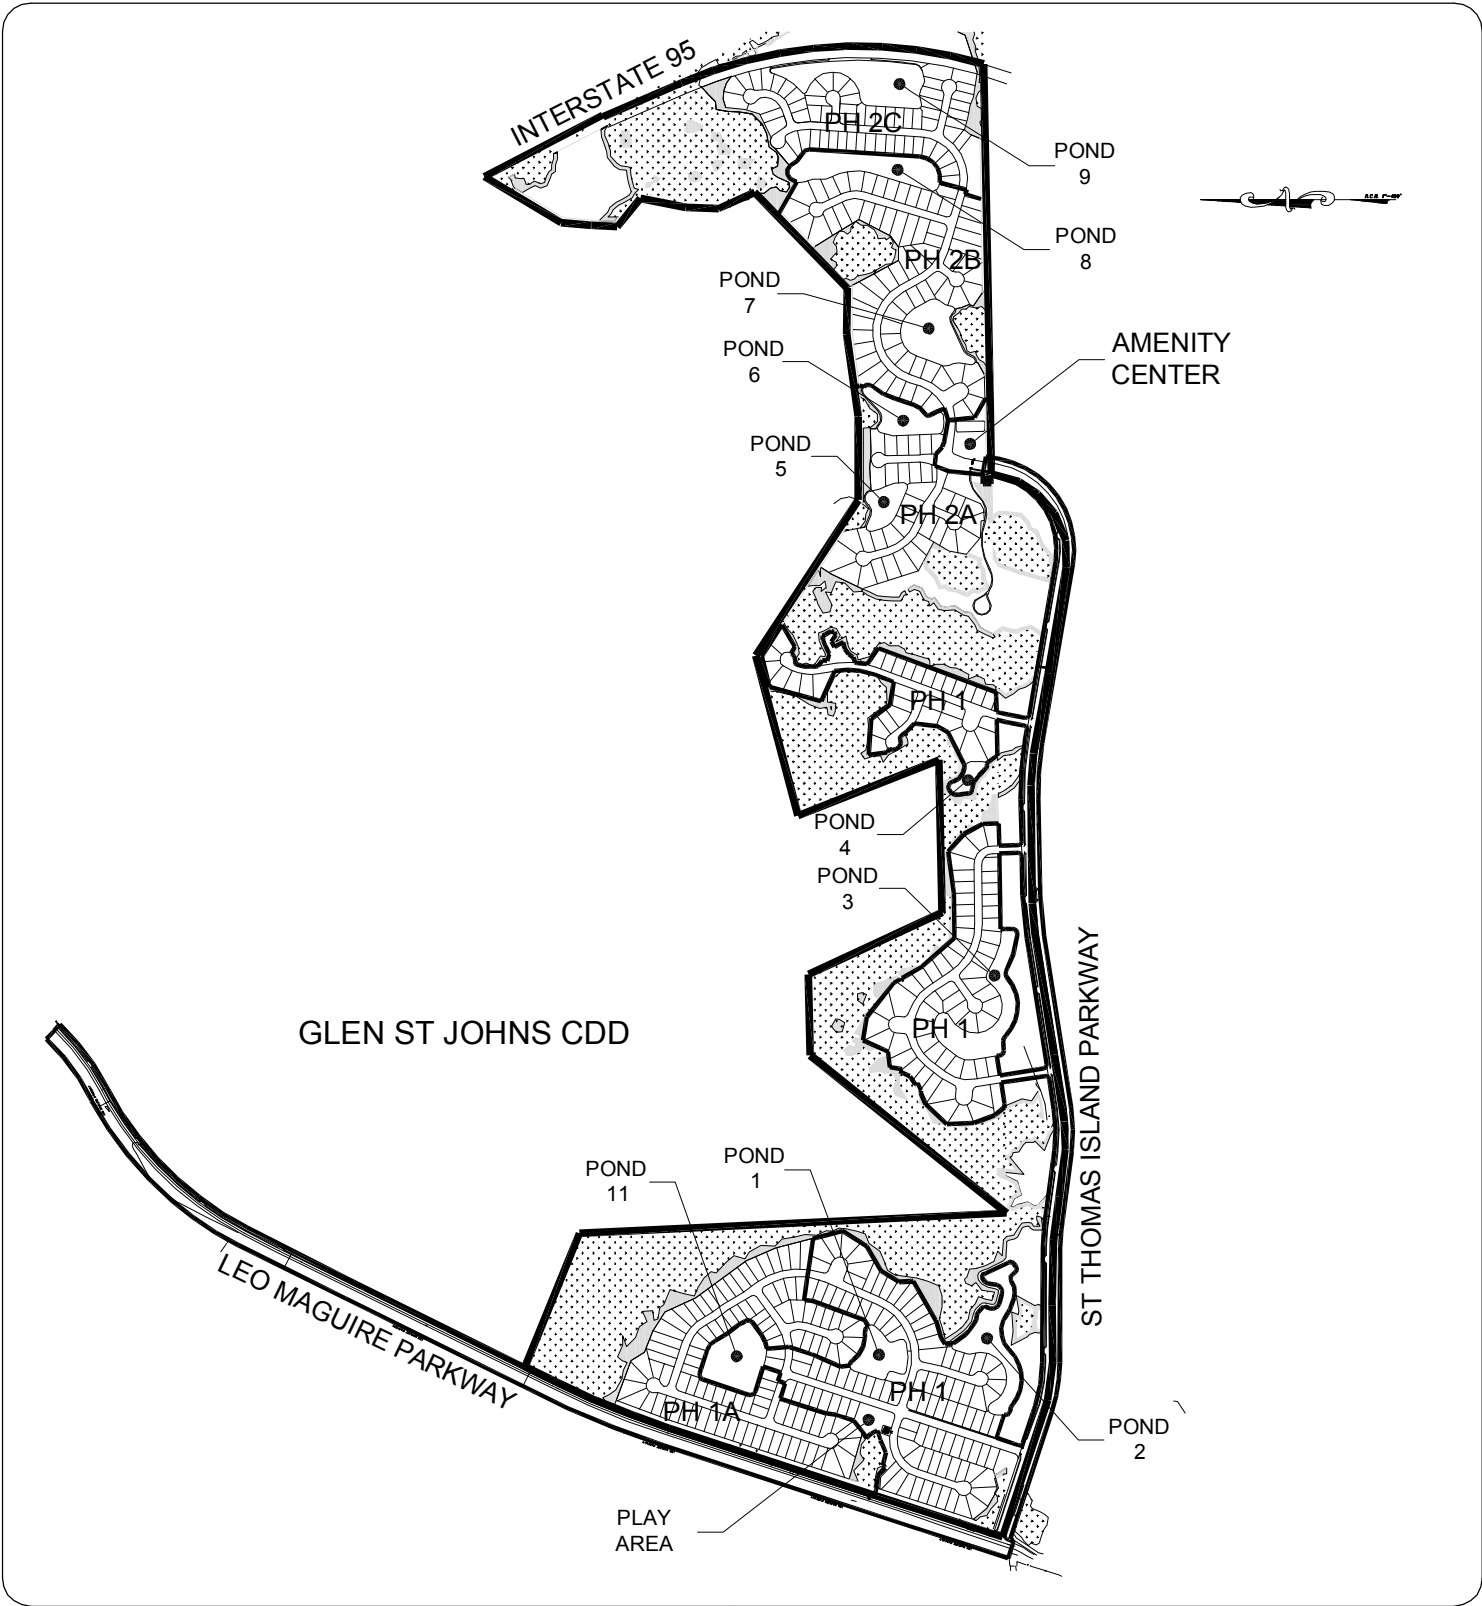 INTERSTATE 95
PH 2C
POND
9
POND
8
PH 2B
POND
7
POND
6
AMENITY
CENTER
POND
5
PH 2A
PH 1
POND
4
POND
3
ST THOMAS ISLAND PARKWAY
GLEN ST JOHNS CDD
PH 1
POND
1
POND
11
LEO MAGUIRE PARKWAY
PH 1
PH 1A
POND
2
PLAY
AREA